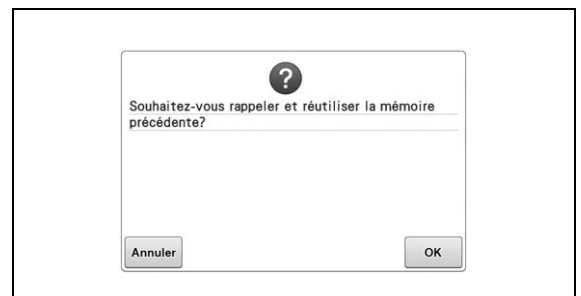 ?
Souhaitez-vous rappeler et réutiliser la mémoire
précédente?
Annuler
OK